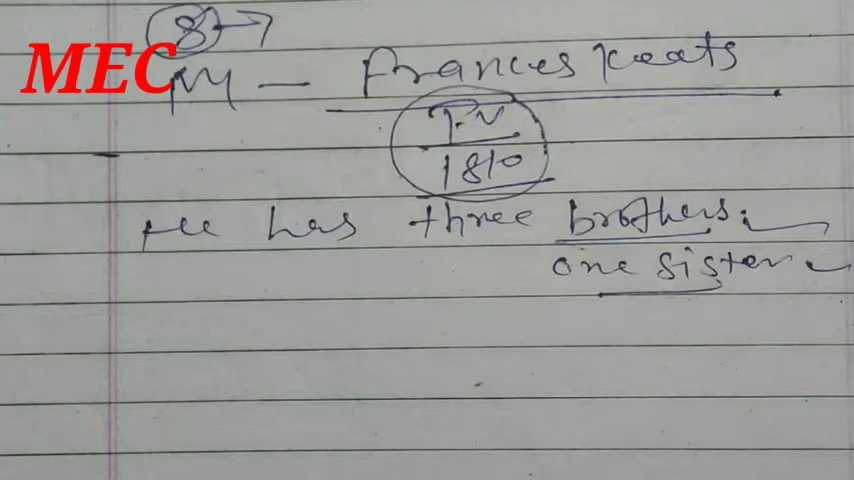 8 →
MEC
M — Frances Keats
T.V
1810
He has three brothers.
one sister